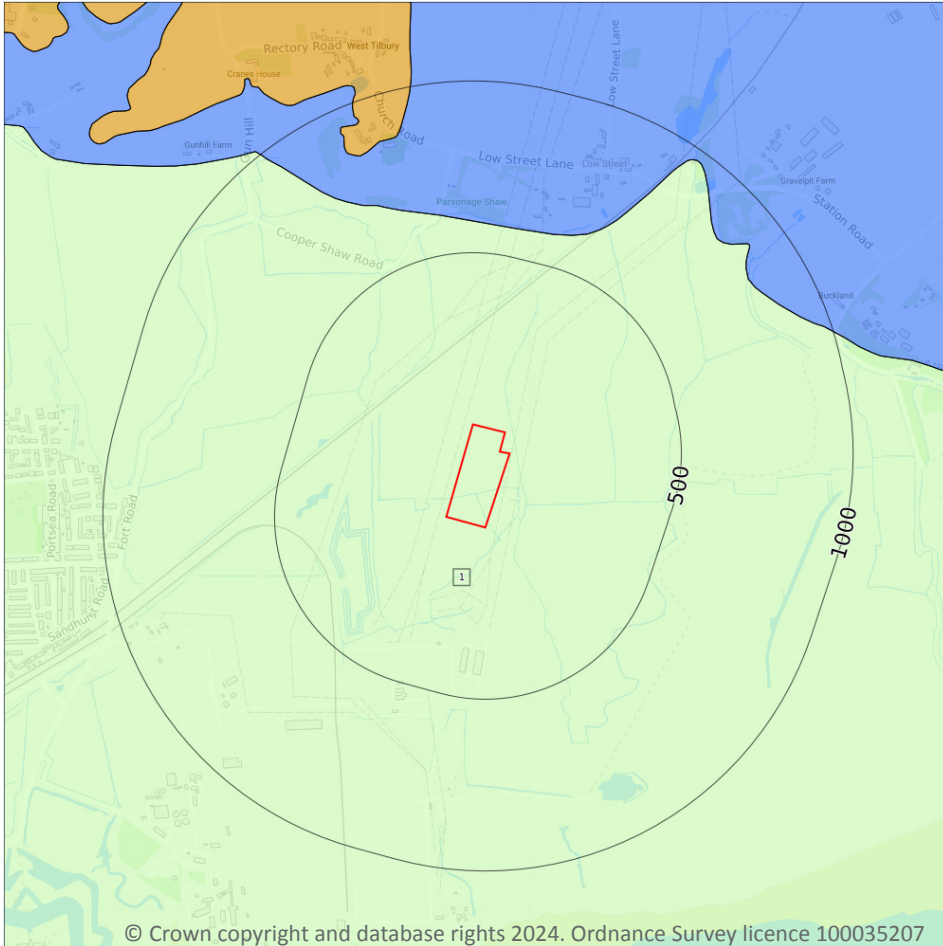 Rectory Road
West Tilbury
Cranes House
Low Street Lane
Church Road
Gun Hill
Gunhill Farm
Low Street Lane
Low Street
Gravelpit Farm
Parsonage Shaw
Station Road
Cooper Shaw Road
Buckland
500
Portsea Road
Fort Road
1000
1
Sandhurst Road
© Crown copyright and database rights 2024. Ordnance Survey licence 100035207